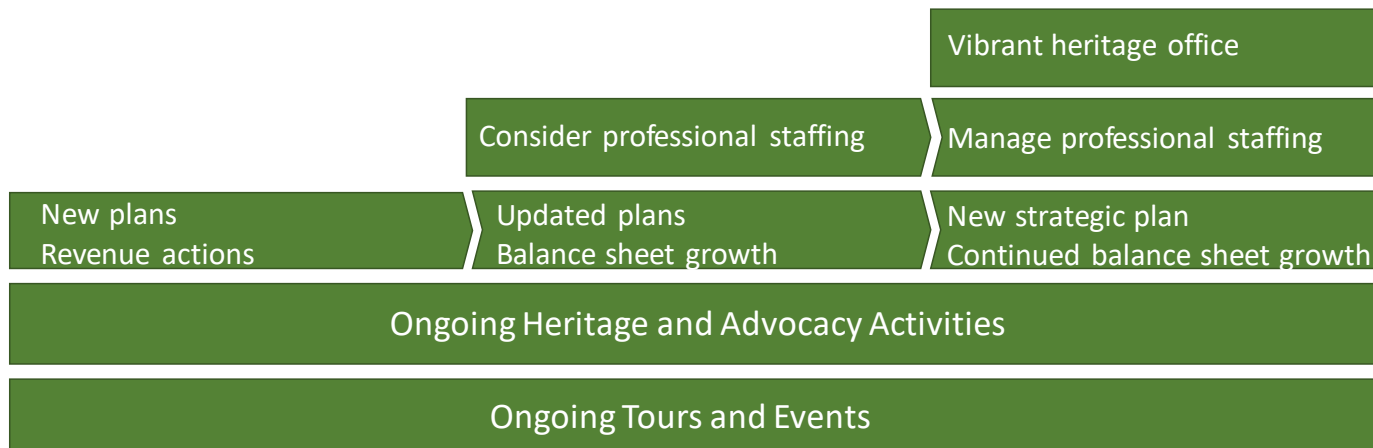 Vibrant heritage office
Consider professional staffing
Manage professional staffing
New plans
Revenue actions
Updated plans
Balance sheet growth
New strategic plan
Continued balance sheet growth
Ongoing Heritage and Advocacy Activities
Ongoing Tours and Events